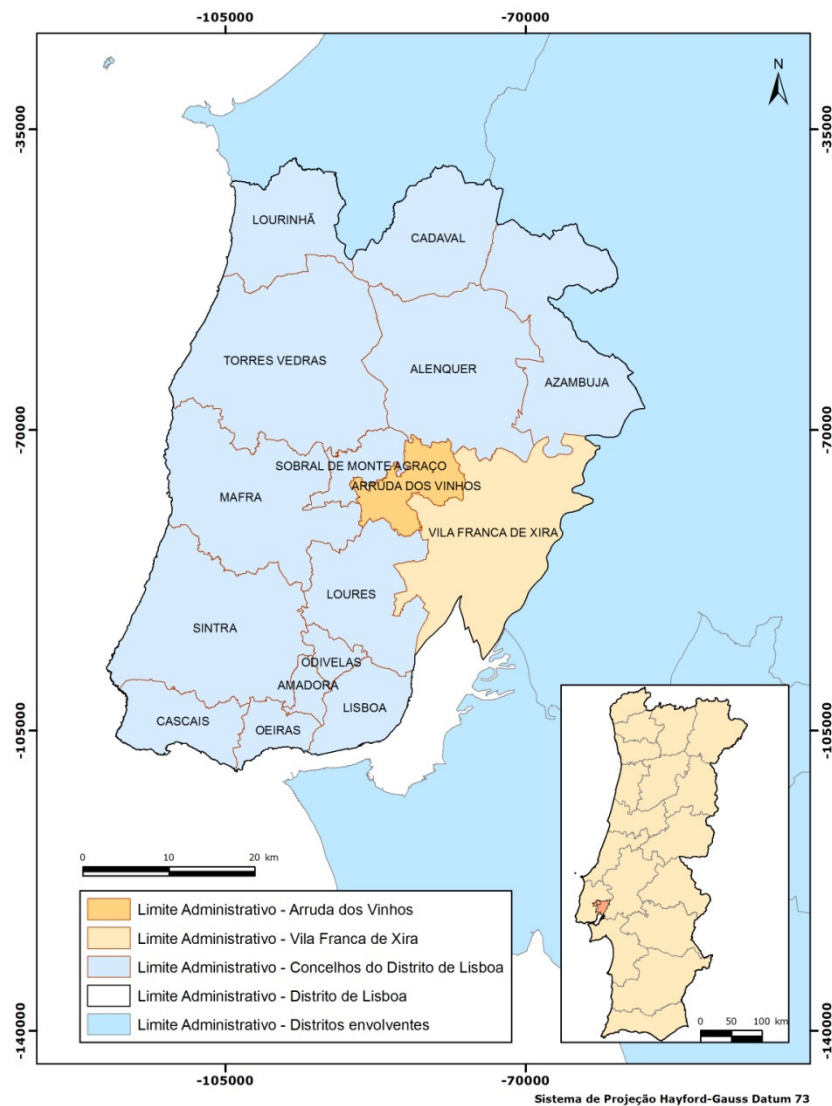 -105000
-70000
N
-35000
-35000
LOURINHÃ
CADAVAL
TORRES VEDRAS
ALENQUER
AZAMBUJA
-70000
-70000
SOBRAL DE MONTE AGRAÇO
ARRUDA DOS VINHOS
MAFRA
VILA FRANCA DE XIRA
LOURES
SINTRA
ODIVELAS
AMADORA
LISBOA
CASCAIS
OEIRAS
-105000
-105000
0 10 20 km
Limite Administrativo - Arruda dos Vinhos
Limite Administrativo - Vila Franca de Xira
Limite Administrativo - Concelhos do Distrito de Lisboa
Limite Administrativo - Distrito de Lisboa
Limite Administrativo - Distritos envolventes
0 50 100 km
-140000
-140000
-105000
-70000
Sistema de Projeção Hayford-Gauss Datum 73